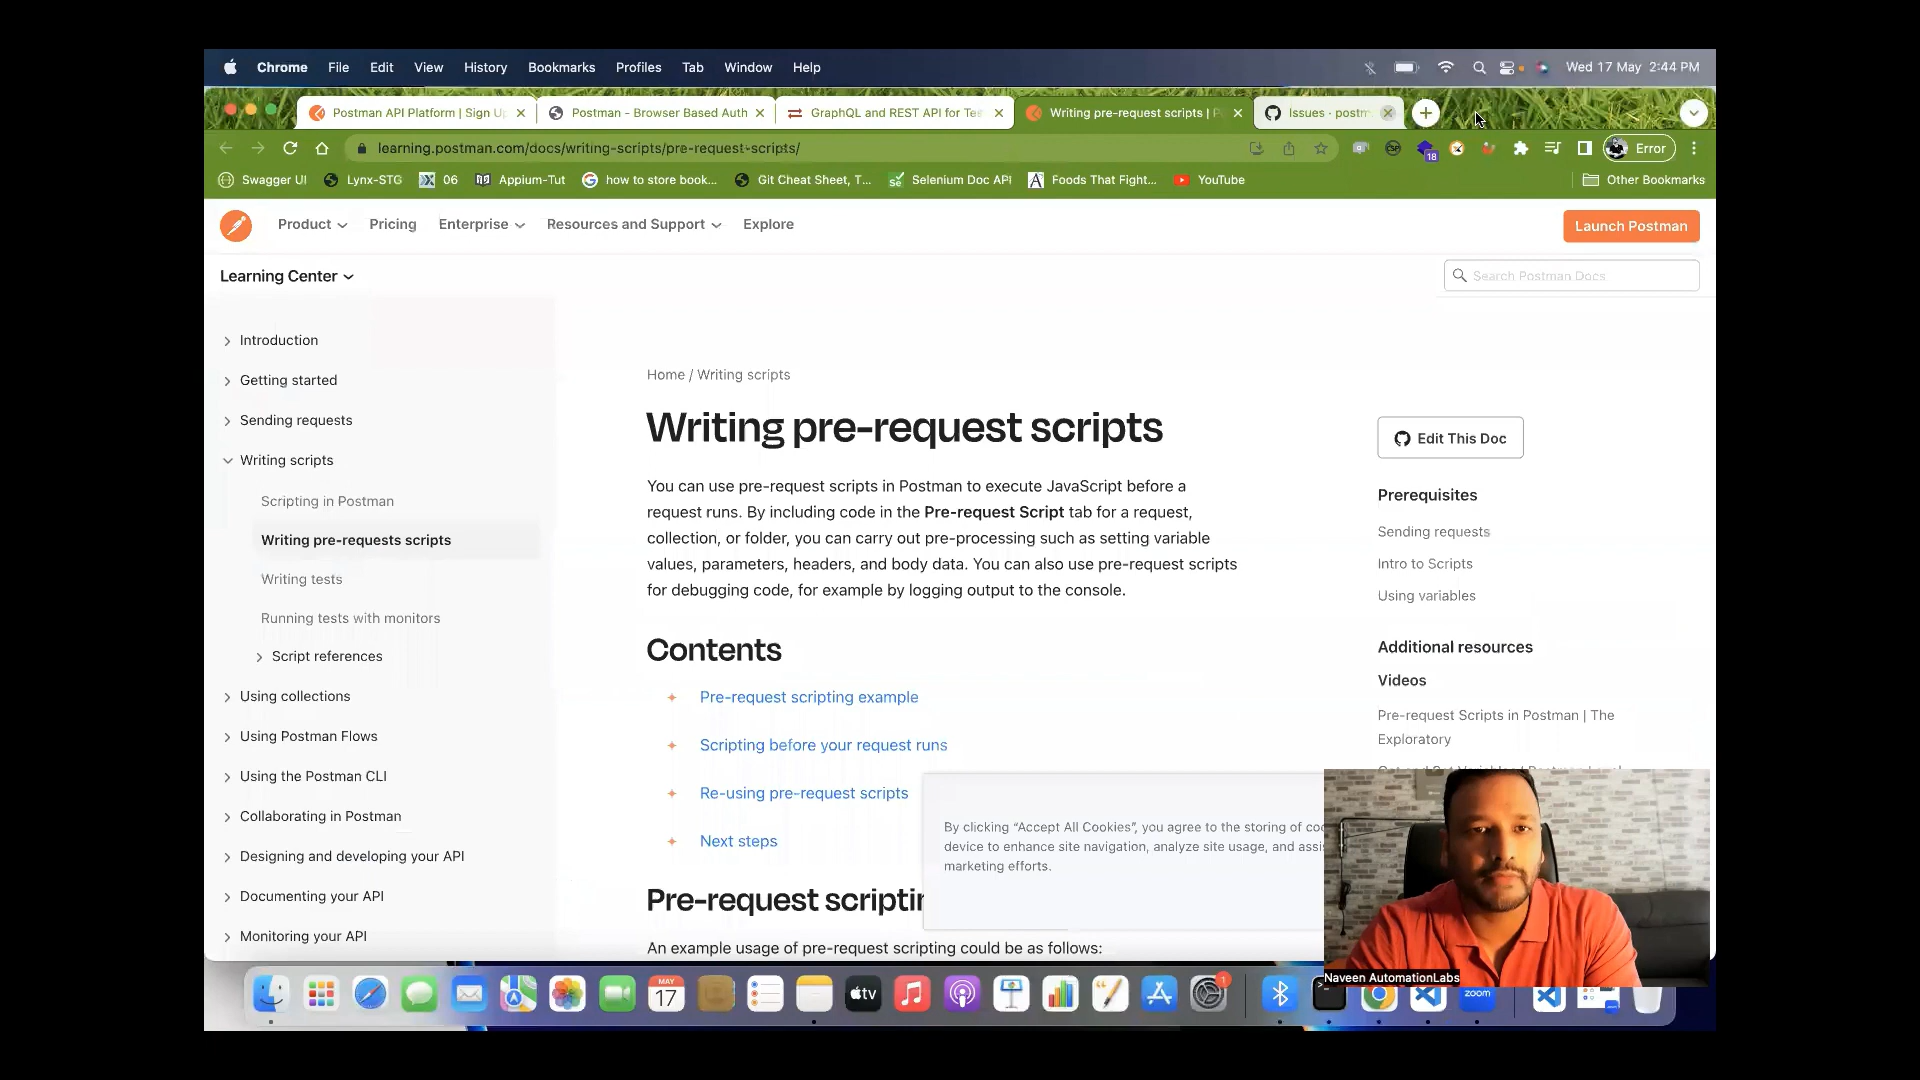 Chrome File Edit View History Bookmarks Profiles Tab Window Help Wed 17 May 2:44 PM
Postman API Platform | Sign U Postman - Browser Based Auth GraphQL and REST API for Te Writing pre-request scripts | P Issues · postm
learning.postman.com/docs/writing-scripts/pre-request-scripts/ 18 Error
Swagger UI Lynx-STG 06 Appium-Tut how to store book... Git Cheat Sheet, T... Selenium Doc API Foods That Fight... YouTube Other Bookmarks
Product Pricing Enterprise Resources and Support Explore Launch Postman
Learning Center Search Postman Docs
Introduction
Getting started
Sending requests
Writing scripts
Scripting in Postman
Writing pre-requests scripts
Writing tests
Running tests with monitors
Script references
Using collections
Using Postman Flows
Using the Postman CLI
Collaborating in Postman
Designing and developing your API
Documenting your API
Monitoring your API
Home / Writing scripts
Writing pre-request scripts
You can use pre-request scripts in Postman to execute JavaScript before a
request runs. By including code in the Pre-request Script tab for a request,
collection, or folder, you can carry out pre-processing such as setting variable
values, parameters, headers, and body data. You can also use pre-request scripts
for debugging code, for example by logging output to the console.
Contents
Pre-request scripting example
Scripting before your request runs
Re-using pre-request scripts
Next steps
Pre-request scriptin
An example usage of pre-request scripting could be as follows:
By clicking “Accept All Cookies”, you agree to the storing of coo
device to enhance site navigation, analyze site usage, and assis
marketing efforts.
Edit This Doc
Prerequisites
Sending requests
Intro to Scripts
Using variables
Additional resources
Videos
Pre-request Scripts in Postman | The
Exploratory
Naveen AutomationLabs
MAY
17
tv
1
zoom